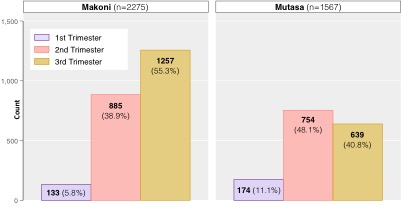 Makoni (n=2275)
Mutasa (n=1567)
1,500
1,000
500
0
Count
1st Trimester
2nd Trimester
3rd Trimester
133 (5.8%)
885
(38.9%)
1257
(55.3%)
174 (11.1%)
754
(48.1%)
639
(40.8%)